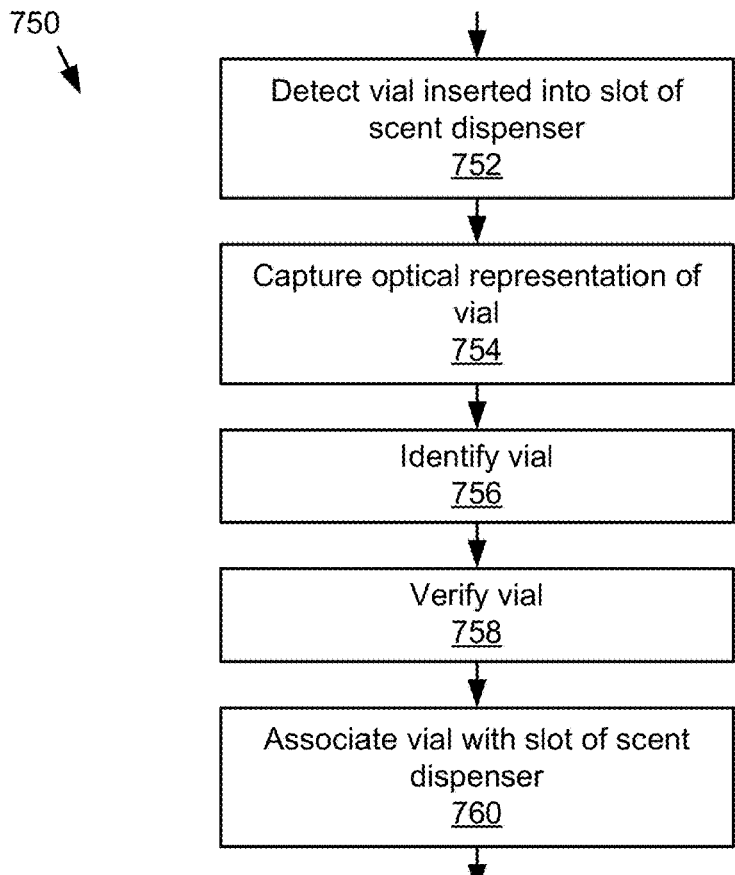 750
Detect vial inserted into slot of
scent dispenser
752
Capture optical representation of
vial
754
Identify vial
756
Verify vial
758
Associate vial with slot of scent
dispenser
760